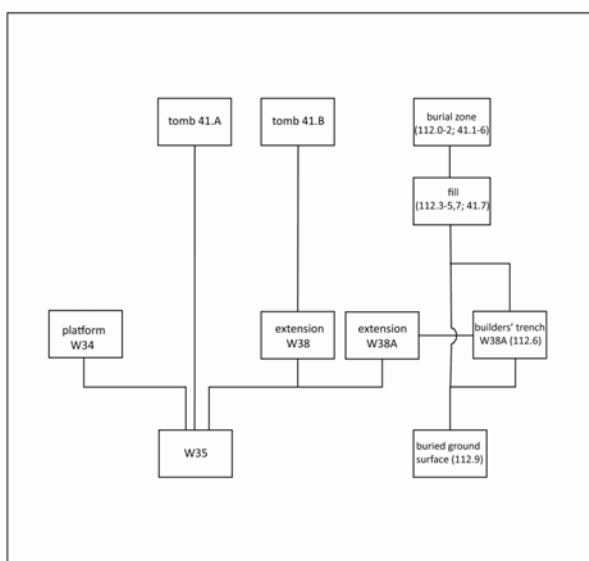 tomb 41.A
tomb 41.B
burial zone
(112.0-2; 41.1-6)
fill
(112.3-5,7; 41.7)
platform
W34
extension
W38
extension
W38A
builders' trench
W38A (112.6)
W35
buried ground
surface (112.9)